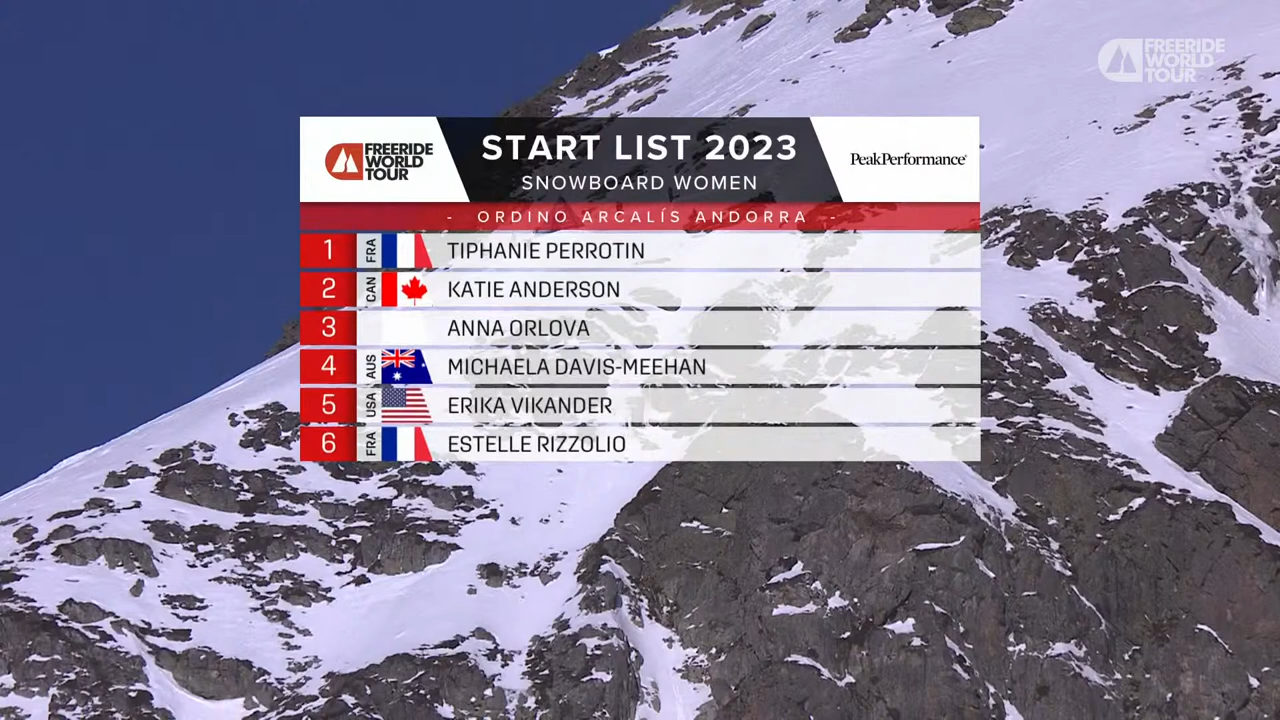 FREERIDE
WORLD
TOUR
FREERIDE
WORLD
TOUR
START LIST 2023
SNOWBOARD WOMEN
PeakPerformance®
- ORDINO ARCALÍS ANDORRA -
1 FRA TIPHANIE PERROTIN
2 CAN KATIE ANDERSON
3 ANNA ORLOVA
4 AUS MICHAELA DAVIS-MEEHAN
5 USA ERIKA VIKANDER
6 FRA ESTELLE RIZZOLIO